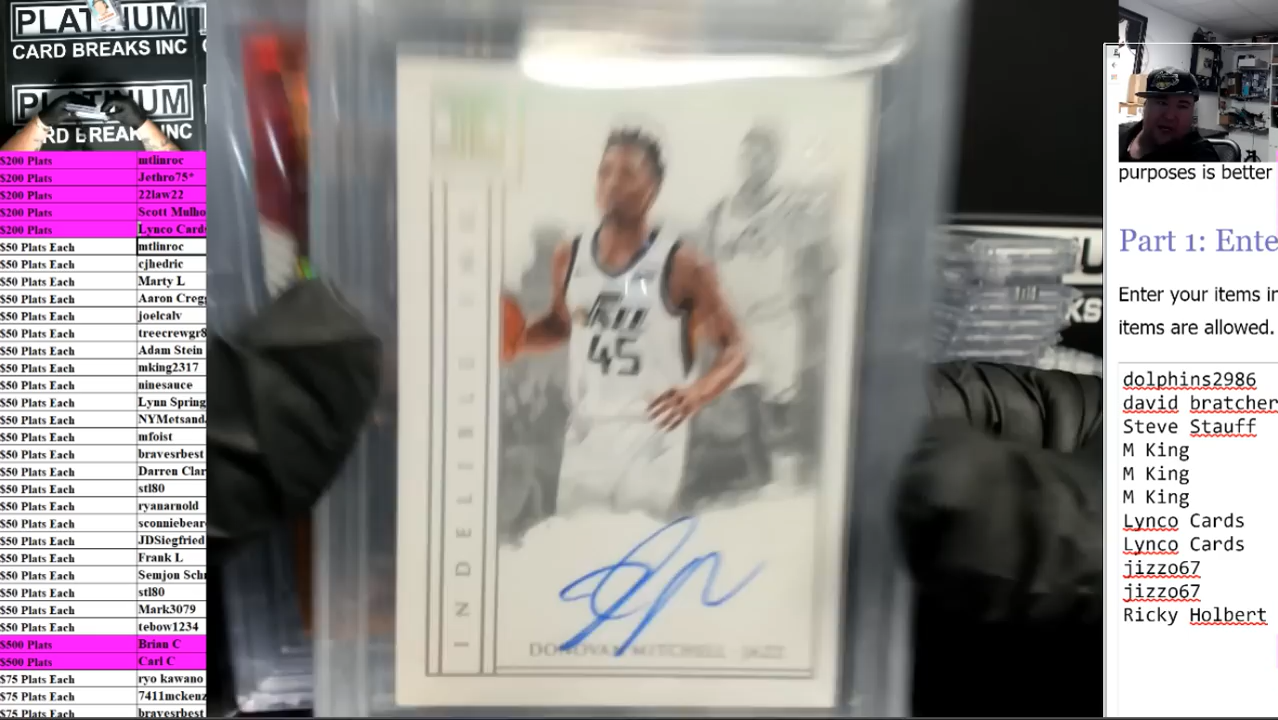 PLATINUM
CARD BREAKS INC
PLATINUM
RD BREAK INC
$200 Plats mtlinroc
$200 Plats Jethro75*
$200 Plats 22law22
$200 Plats Scott Mulho
$200 Plats Lynco Cards
$50 Plats Each mtlinroc
$50 Plats Each cjhedric
$50 Plats Each Marty L
$50 Plats Each Aaron Cregg
$50 Plats Each joelcalv
$50 Plats Each treecrewgr8
$50 Plats Each Adam Stein
$50 Plats Each mking2317
$50 Plats Each ninesauce
$50 Plats Each Lynn Spring
$50 Plats Each NYMetsand
$50 Plats Each mfoist
$50 Plats Each bravesrbest
$50 Plats Each Darren Clar
$50 Plats Each stl80
$50 Plats Each ryanarnold
$50 Plats Each sconniebear
$50 Plats Each JDSiegfried
$50 Plats Each Frank L
$50 Plats Each Semjon Sch
$50 Plats Each stl80
$50 Plats Each Mark3079
$50 Plats Each tebow1234
$500 Plats Brian C
$500 Plats Carl C
$75 Plats Each ryo kawano
$75 Plats Each 7411mckenz
$75 Plats Each bravesrbest
INDELIBLE
45
DONOVAN MITCHELL JAZZ
KS
purposes is better
Part 1: Ente
Enter your items in
items are allowed.
dolphins2986
david bratcher
Steve Stauff
M King
M King
M King
Lynco Cards
Lynco Cards
jizzo67
jizzo67
Ricky Holbert